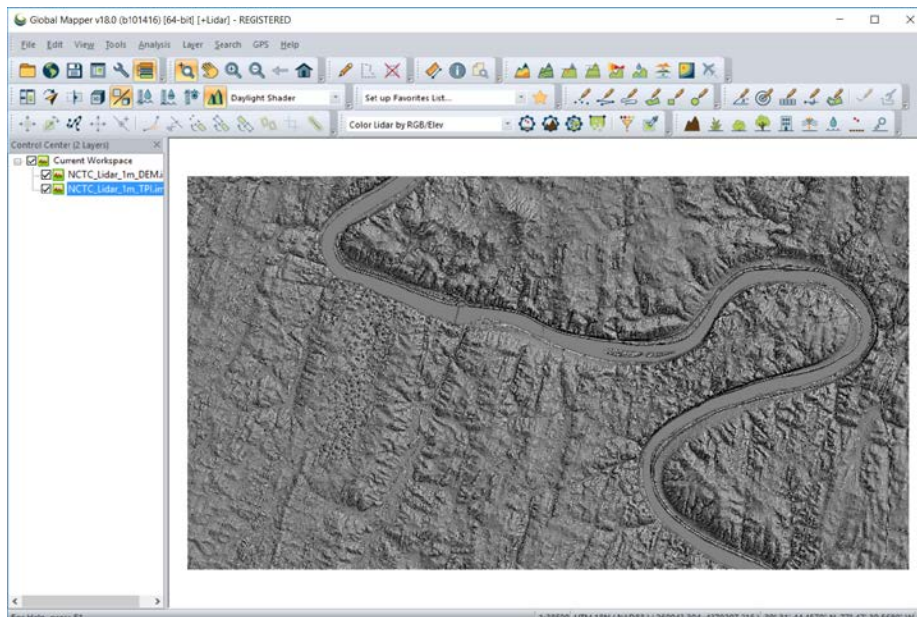 Global Mapper v18.0 (b101416) [64-bit] [+Lidar] - REGISTERED
File Edit View Tools Analysis Layer Search GPS Help
Daylight Shader Set up Favorites List...
Color Lidar by RGB/Elev
Control Center (2 Layers)
Current Workspace
NCTC_Lidar_1m_DEM.i
NCTC_Lidar_1m_TPI.im